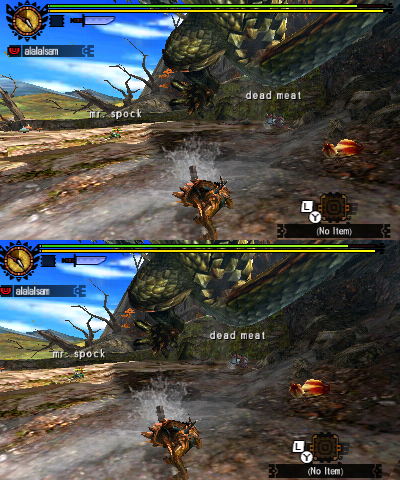 alalalsam
mr. spock
dead meat
L
Y
(No Item)
alalalsam
dead meat
mr. spock
L
Y
(No Item)